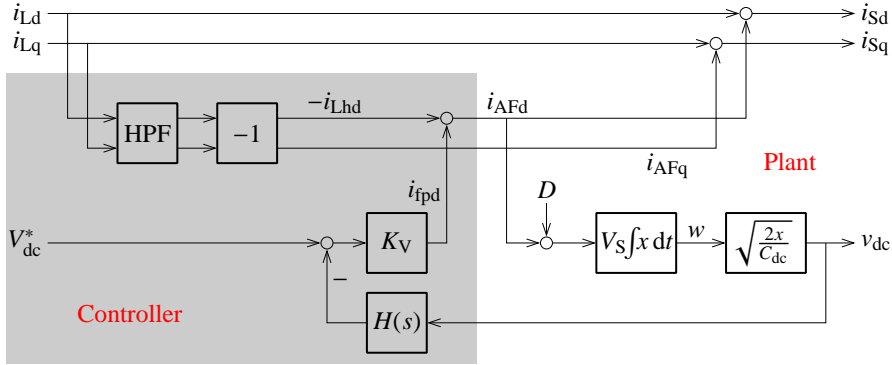 i_Ld
i_Sd
i_Lq
i_Sq
−i_Lhd
i_AFd
HPF
−1
i_AFq
Plant
i_fpd
D
V*_dc
K_V
V_S∫x dt
w
√(2x/C_dc)
v_dc
−
Controller
H(s)